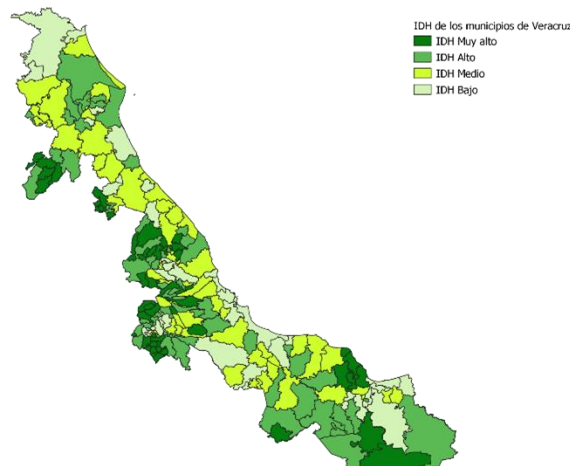 IDH de los municipios de Veracruz
IDH Muy alto
IDH Alto
IDH Medio
IDH Bajo